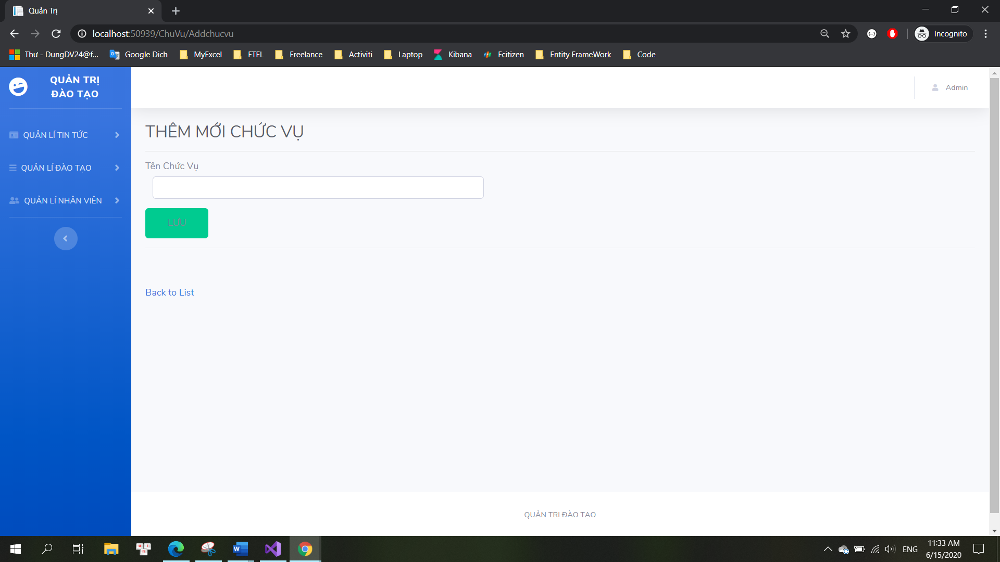 Quản Trị
localhost:50939/ChuVu/Addchucvu
Incognito
Thư - DungDV24@f...
Google Dịch
MyExcel
FTEL
Freelance
Activiti
Laptop
Kibana
Fcitizen
Entity FrameWork
Code
QUẢN TRỊ
ĐÀO TẠO
Admin
QUẢN LÍ TIN TỨC
QUẢN LÍ ĐÀO TẠO
QUẢN LÍ NHÂN VIÊN
THÊM MỚI CHỨC VỤ
Tên Chức Vụ
LƯU
Back to List
QUẢN TRỊ ĐÀO TẠO
ENG
11:33 AM
6/15/2020